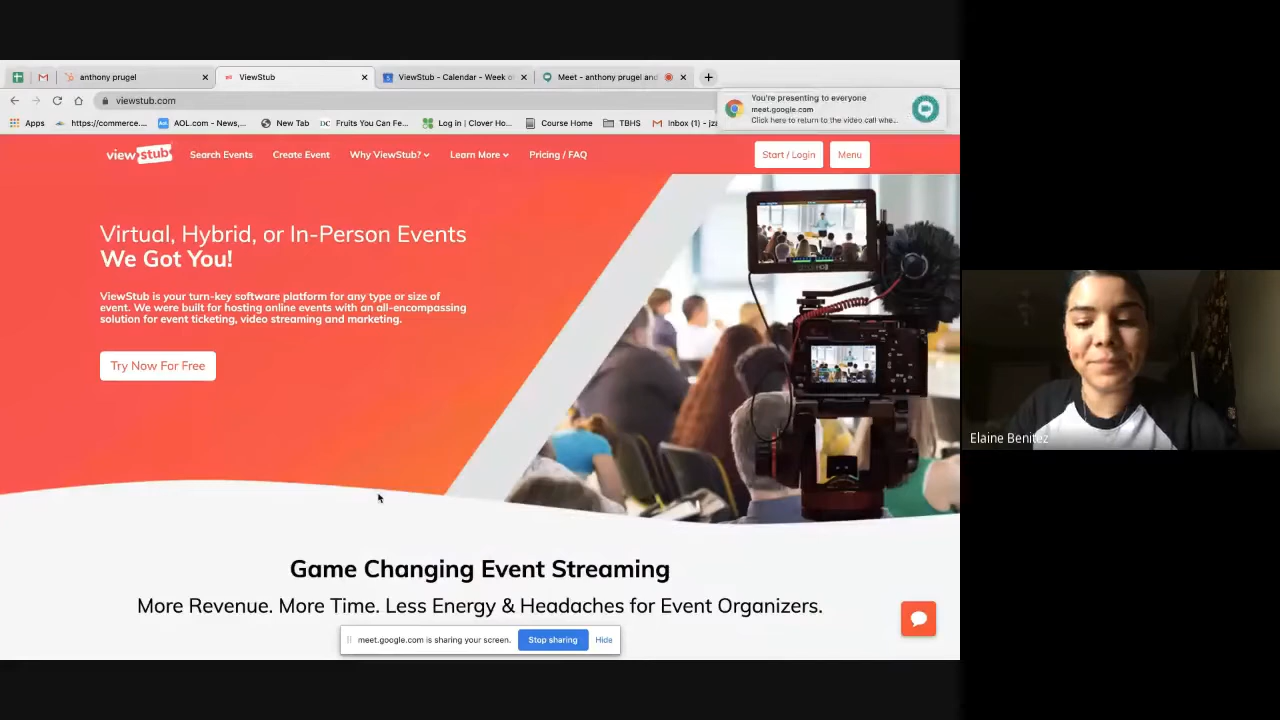 anthony prugel
ViewStub
ViewStub - Calendar - Week o
Meet - anthony prugel and
viewstub.com
You're presenting to everyone
meet.google.com
Click here to return to the video call whe...
Apps
https://commerce....
AOL.com - News,...
New Tab
Fruits You Can Fe...
Log in | Clover Ho...
Course Home
TBHS
Inbox (1) - jz
view stub
Search Events
Create Event
Why ViewStub?
Learn More
Pricing / FAQ
Start / Login
Menu
Virtual, Hybrid, or In-Person Events
We Got You!
ViewStub is your turn-key software platform for any type or size of
event. We were built for hosting online events with an all-encompassing
solution for event ticketing, video streaming and marketing.
Try Now For Free
Elaine Benitez
Game Changing Event Streaming
More Revenue. More Time. Less Energy & Headaches for Event Organizers.
meet.google.com is sharing your screen.
Stop sharing
Hide